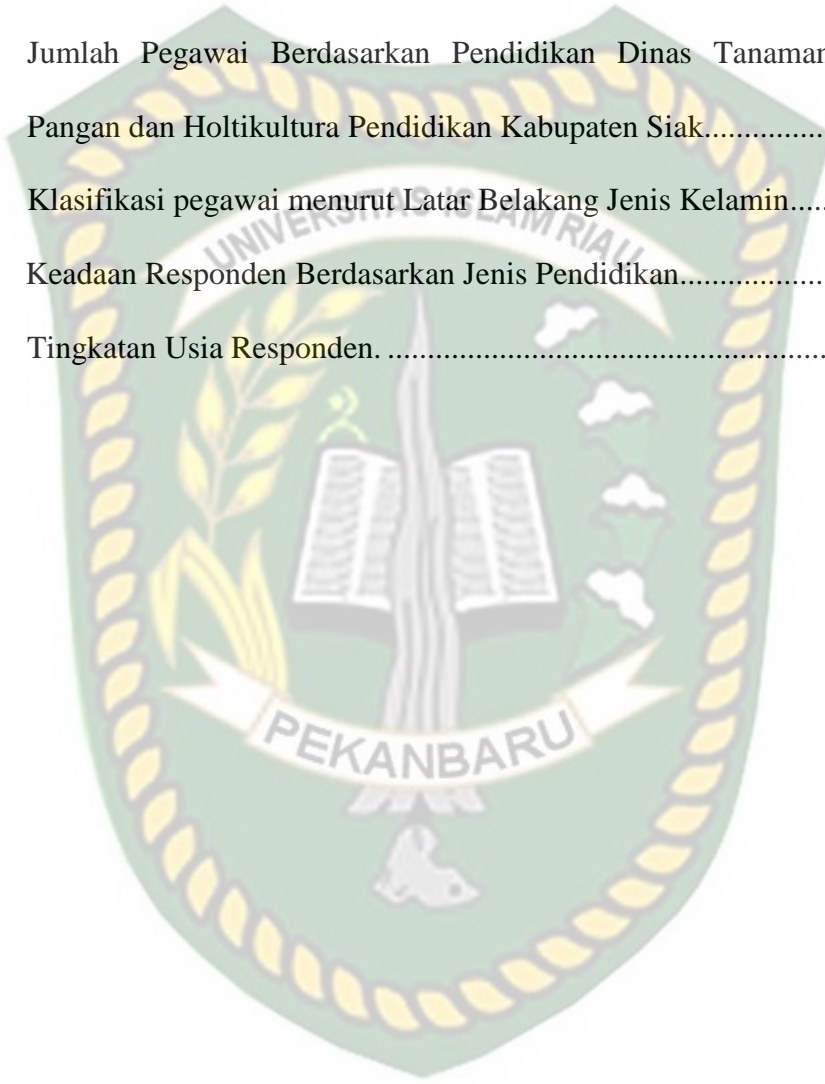 Jumlah Pegawai Berdasarkan Pendidikan Dinas Tanaman
Pangan dan Holtikultura Pendidikan Kabupaten Siak...............
Klasifikasi pegawai menurut Latar Belakang Jenis Kelamin.....
UNIVERSITAS ISLAM RIAU
Keadaan Responden Berdasarkan Jenis Pendidikan..................
Tingkatan Usia Responden. .......................................................
PEKANBARU